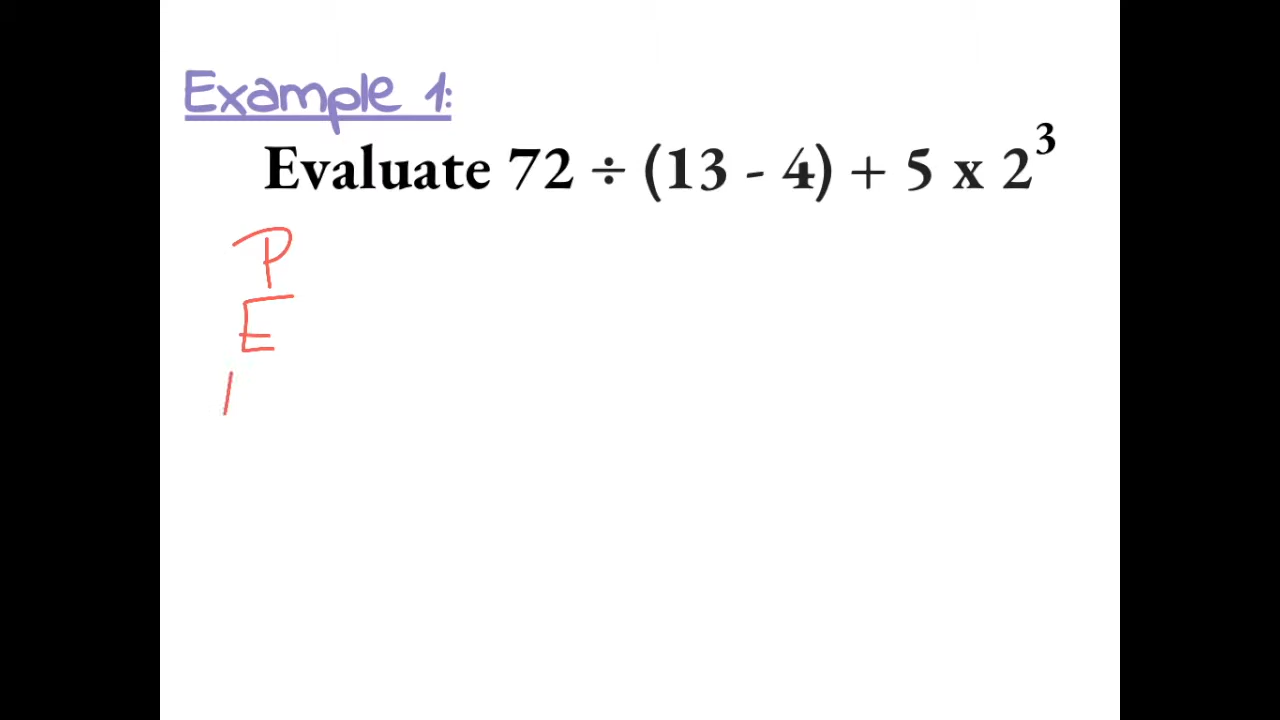 Example 1:
Evaluate 72 ÷ (13 - 4) + 5 x 2³
P
E